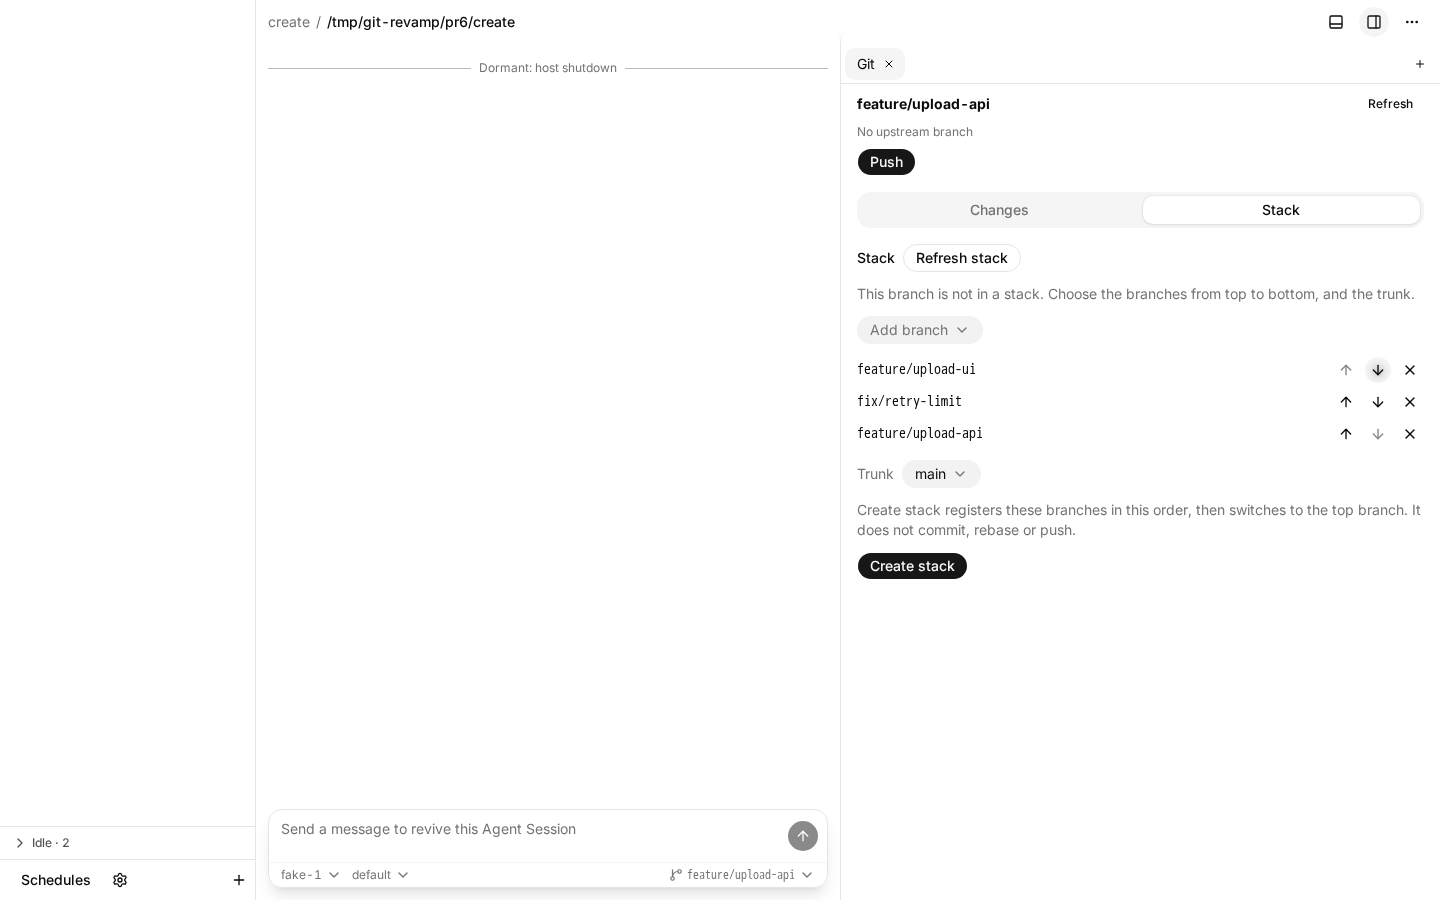 create / /tmp/git-revamp/pr6/create
Dormant: host shutdown
Git
feature/upload-api
Refresh
No upstream branch
Push
Changes
Stack
Stack
Refresh stack
This branch is not in a stack. Choose the branches from top to bottom, and the trunk.
Add branch
feature/upload-ui
fix/retry-limit
feature/upload-api
Trunk
main
Create stack registers these branches in this order, then switches to the top branch. It
does not commit, rebase or push.
Create stack
Send a message to revive this Agent Session
fake-1
default
feature/upload-api
Idle · 2
Schedules